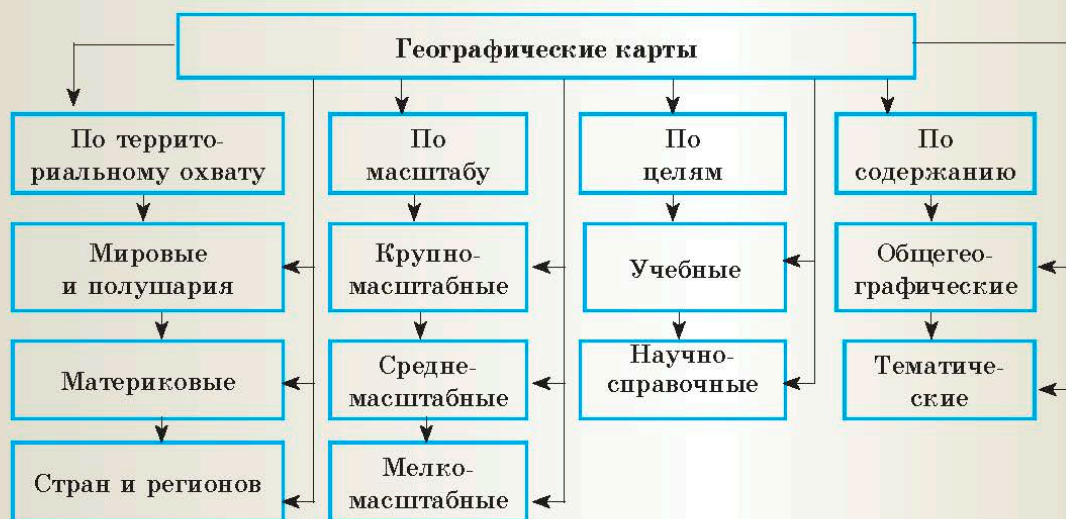 Географические карты
По террито-
риальному охвату
По
масштабу
По
целям
По
содержанию
Мировые
и полушария
Крупно-
масштабные
Учебные
Общегео-
графические
Материковые
Средне-
масштабные
Научно-
справочные
Тематиче-
ские
Стран и регионов
Мелко-
масштабные